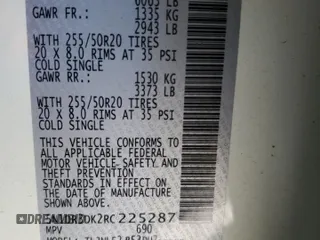 6063 LB
GAWR FR.: 1335 KG
2943 LB
WITH 255/50R20 TIRES
20 x 8.0 RIMS AT 35 PSI
COLD SINGLE
GAWR RR.: 1530 KG
3373 LB
WITH 255/50R20 TIRES
20 x 8.0 RIMS AT 35 PSI
COLD SINGLE
THIS VEHICLE CONFORMS TO
ALL APPLICABLE FEDERAL
MOTOR VEHICLE SAFETY
AND THEFT PREVENTION
STANDARDS IN EFFECT ON
THE DATE OF MANUFACTURE
SHOWN ABOVE.
225287
MPV 690
MODEL: